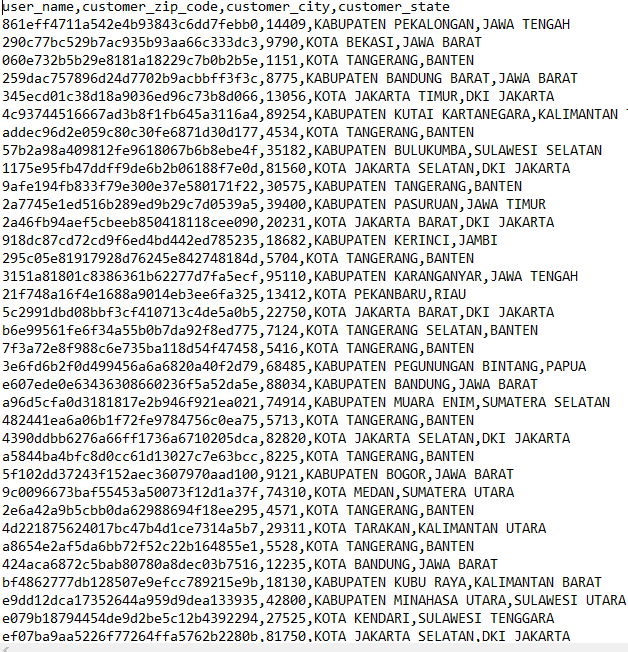 user_name,customer_zip_code,customer_city,customer_state
861eff4711a542e4b93843c6dd7febb0,14409,KABUPATEN PEKALONGAN,JAWA TENGAH
290c77bc529b7ac935b93aa66c333dc3,9790,KOTA BEKASI,JAWA BARAT
060e732b5b29e8181a18229c7b0b2b5e,1151,KOTA TANGERANG,BANTEN
259dac757896d24d7702b9acbbff3f3c,8775,KABUPATEN BANDUNG BARAT,JAWA BARAT
345ecd01c38d18a9036ed96c73b8d066,13056,KOTA JAKARTA TIMUR,DKI JAKARTA
4c93744516667ad3b8f1fb645a3116a4,89254,KABUPATEN KUTAI KARTANEGARA,KALIMANTAN
addec96d2e059c80c30fe6871d30d177,4534,KOTA TANGERANG,BANTEN
57b2a98a409812fe9618067b6b8ebe4f,35182,KABUPATEN BULUKUMBA,SULAWESI SELATAN
1175e95fb47ddff9de6b2b06188f7e0d,81560,KOTA JAKARTA SELATAN,DKI JAKARTA
9afe194fb833f79e300e37e580171f22,30575,KABUPATEN TANGERANG,BANTEN
2a7745e1ed516b289ed9b29c7d0539a5,39400,KABUPATEN PASURUAN,JAWA TIMUR
2a46fb94aef5cbeeb850418118cee090,20231,KOTA JAKARTA BARAT,DKI JAKARTA
918dc87cd72cd9f6ed4bd442ed785235,18682,KABUPATEN KERINCI,JAMBI
295c05e81917928d76245e842748184d,5704,KOTA TANGERANG,BANTEN
3151a81801c8386361b62277d7fa5ecf,95110,KABUPATEN KARANGANYAR,JAWA TENGAH
21f748a16f4e1688a9014eb3ee6fa325,13412,KOTA PEKANBARU,RIAU
5c2991dbd08bbf3cf410713c4de5a0b5,22750,KOTA JAKARTA BARAT,DKI JAKARTA
b6e99561fe6f34a55b0b7da92f8ed775,7124,KOTA TANGERANG SELATAN,BANTEN
7f3a72e8f988c6e735ba118d54f47458,5416,KOTA TANGERANG,BANTEN
3e6fd6b2f0d499456a6a6820a40f2d79,68485,KABUPATEN PEGUNUNGAN BINTANG,PAPUA
e607ede0e63436308660236f5a52da5e,88034,KABUPATEN BANDUNG,JAWA BARAT
a96d5cfa0d3181817e2b946f921ea021,74914,KABUPATEN MUARA ENIM,SUMATERA SELATAN
482441ea6a06b1f72fe9784756c0ea75,5713,KOTA TANGERANG,BANTEN
4390ddbb6276a66ff1736a6710205dca,82820,KOTA JAKARTA SELATAN,DKI JAKARTA
a5844ba4bfc8d0cc61d13027c7e63bcc,8225,KOTA TANGERANG,BANTEN
5f102dd37243f152aec3607970aad100,9121,KABUPATEN BOGOR,JAWA BARAT
9c0096673baf55453a50073f12d1a37f,74310,KOTA MEDAN,SUMATERA UTARA
2e6a42a9b5cbb0da62988694f18ee295,4571,KOTA TANGERANG,BANTEN
4d221875624017bc47b4d1ce7314a5b7,29311,KOTA TARAKAN,KALIMANTAN UTARA
a8654e2af5da6bb72f52c22b164855e1,5528,KOTA TANGERANG,BANTEN
424aca6872c5bab80780a8dec03b7516,12235,KOTA BANDUNG,JAWA BARAT
bf4862777db128507e9efcc789215e9b,18130,KABUPATEN KUBU RAYA,KALIMANTAN BARAT
e9dd12dca17352644a959d9dea133935,42800,KABUPATEN MINAHASA UTARA,SULAWESI UTARA
e079b18794454de9d2be5c12b4392294,27525,KOTA KENDARI,SULAWESI TENGGARA
ef07ba9aa5226f77264ffa5762b2280b,81750,KOTA JAKARTA SELATAN,DKI JAKARTA